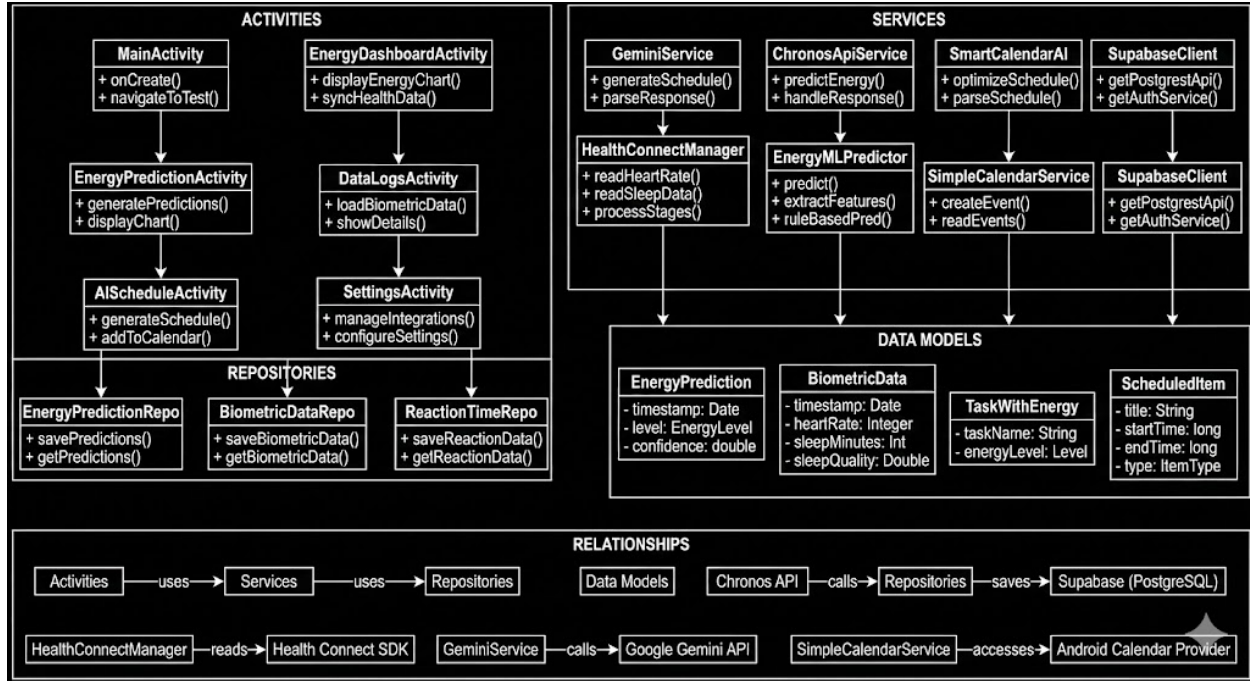 ACTIVITIES
MainActivity
+ onCreate()
+ navigateToTest()
EnergyDashboardActivity
+ displayEnergyChart()
+ syncHealthData()
EnergyPredictionActivity
+ generatePredictions()
+ displayChart()
DataLogsActivity
+ loadBiometricData()
+ showDetails()
AIScheduleActivity
+ generateSchedule()
+ addToCalendar()
SettingsActivity
+ manageIntegrations()
+ configureSettings()
REPOSITORIES
EnergyPredictionRepo
+ savePredictions()
+ getPredictions()
BiometricDataRepo
+ saveBiometricData()
+ getBiometricData()
ReactionTimeRepo
+ saveReactionData()
+ getReactionData()
SERVICES
GeminiService
+ generateSchedule()
+ parseResponse()
ChronosApiService
+ predictEnergy()
+ handleResponse()
SmartCalendarAI
+ optimizeSchedule()
+ parseSchedule()
SupabaseClient
+ getPostgrestApi()
+ getAuthService()
HealthConnectManager
+ readHeartRate()
+ readSleepData()
+ processStages()
EnergyMLPredictor
+ predict()
+ extractFeatures()
+ ruleBasedPred()
SimpleCalendarService
+ createEvent()
+ readEvents()
SupabaseClient
+ getPostgrestApi()
+ getAuthService()
DATA MODELS
EnergyPrediction
- timestamp: Date
- level: EnergyLevel
- confidence: double
BiometricData
- timestamp: Date
- heartRate: Integer
- sleepMinutes: Int
- sleepQuality: Double
TaskWithEnergy
- taskName: String
- energyLevel: Level
ScheduledItem
- title: String
- startTime: long
- endTime: long
- type: ItemType
RELATIONSHIPS
Activities uses Services uses Repositories
Data Models
Chronos API calls Repositories saves Supabase (PostgreSQL)
HealthConnectManager reads Health Connect SDK
GeminiService calls Google Gemini API
SimpleCalendarService accesses Android Calendar Provider